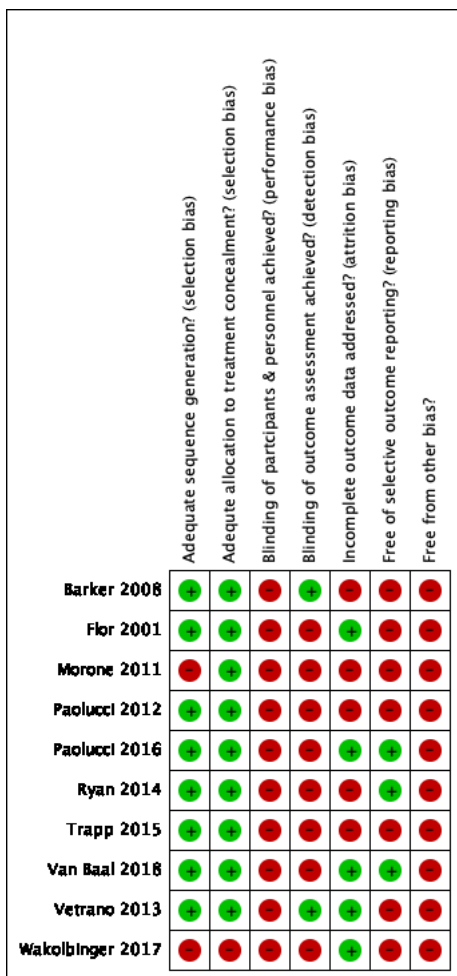 Adequate sequence generation? (selection bias)
Adequte allocation to treatment concealment? (selection bias)
Blinding of partcipants & personnel achieved? (performance bias)
Blinding of outcome assessment achieved? (detection bias)
Incomplete outcome data addressed? (attrition bias)
Free of selective outcome reporting? (reporting bias)
Free from other bias?
Barker 2008 + + - + - - -
Flor 2001 + + - - + - -
Morone 2011 - + - - - - -
Paolucci 2012 + + - - - - -
Paolucci 2016 + + - - + + -
Ryan 2014 + + - - - + -
Trapp 2015 + + - - - - -
Van Baal 2018 + + - - + + -
Vetrano 2013 + + - + + - -
Wakolbinger 2017 - - - - + - -